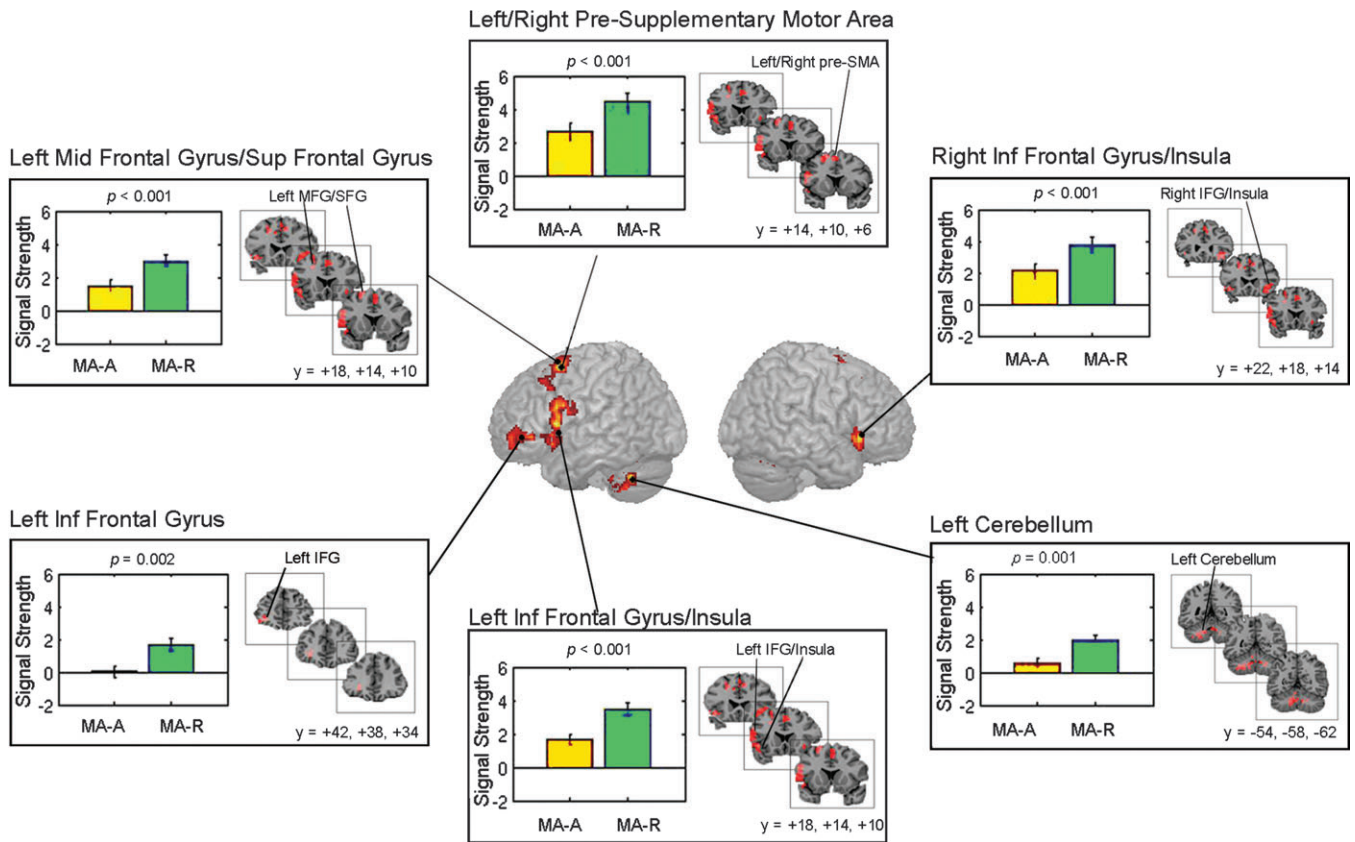 Left/Right Pre-Supplementary Motor Area
p < 0.001
Left/Right pre-SMA
Signal Strength
6
4
2
0
-2
MA-A
MA-R
y = +14, +10, +6
Left Mid Frontal Gyrus/Sup Frontal Gyrus
p < 0.001
Left MFG/SFG
Signal Strength
6
4
2
0
-2
MA-A
MA-R
y = +18, +14, +10
Right Inf Frontal Gyrus/Insula
p < 0.001
Right IFG/Insula
Signal Strength
6
4
2
0
-2
MA-A
MA-R
y = +22, +18, +14
Left Inf Frontal Gyrus
p = 0.002
Left IFG
Signal Strength
6
4
2
0
-2
MA-A
MA-R
y = +42, +38, +34
Left Inf Frontal Gyrus/Insula
p < 0.001
Left IFG/Insula
Signal Strength
6
4
2
0
-2
MA-A
MA-R
y = +18, +14, +10
Left Cerebellum
p = 0.001
Left Cerebellum
Signal Strength
6
4
2
0
-2
MA-A
MA-R
y = -54, -58, -62